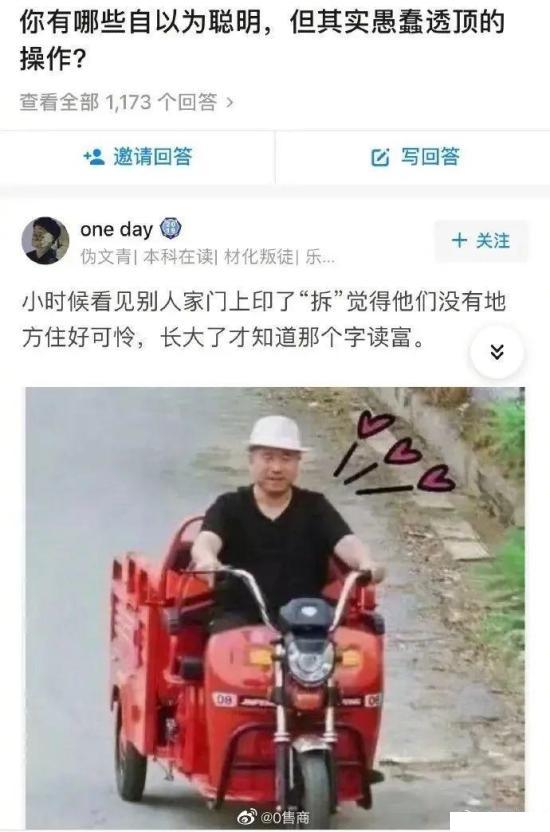 你有哪些自以为聪明，但其实愚蠢透顶的
操作？
查看全部 1,173 个回答 >
邀请回答
写回答
one day
伪文青| 本科在读| 材化叛徒| 乐...
+ 关注
小时候看见别人家门上印了“拆”觉得他们没有地
方住好可怜，长大了才知道那个字读富。
08
08
@0售商